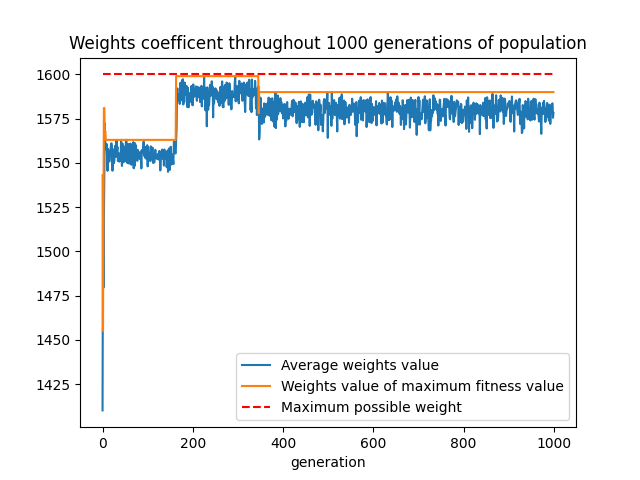 Weights coefficent throughout 1000 generations of population
1600
1575
1550
1525
1500
1475
1450
1425
Average weights value
Weights value of maximum fitness value
Maximum possible weight
0 200 400 600 800 1000
generation